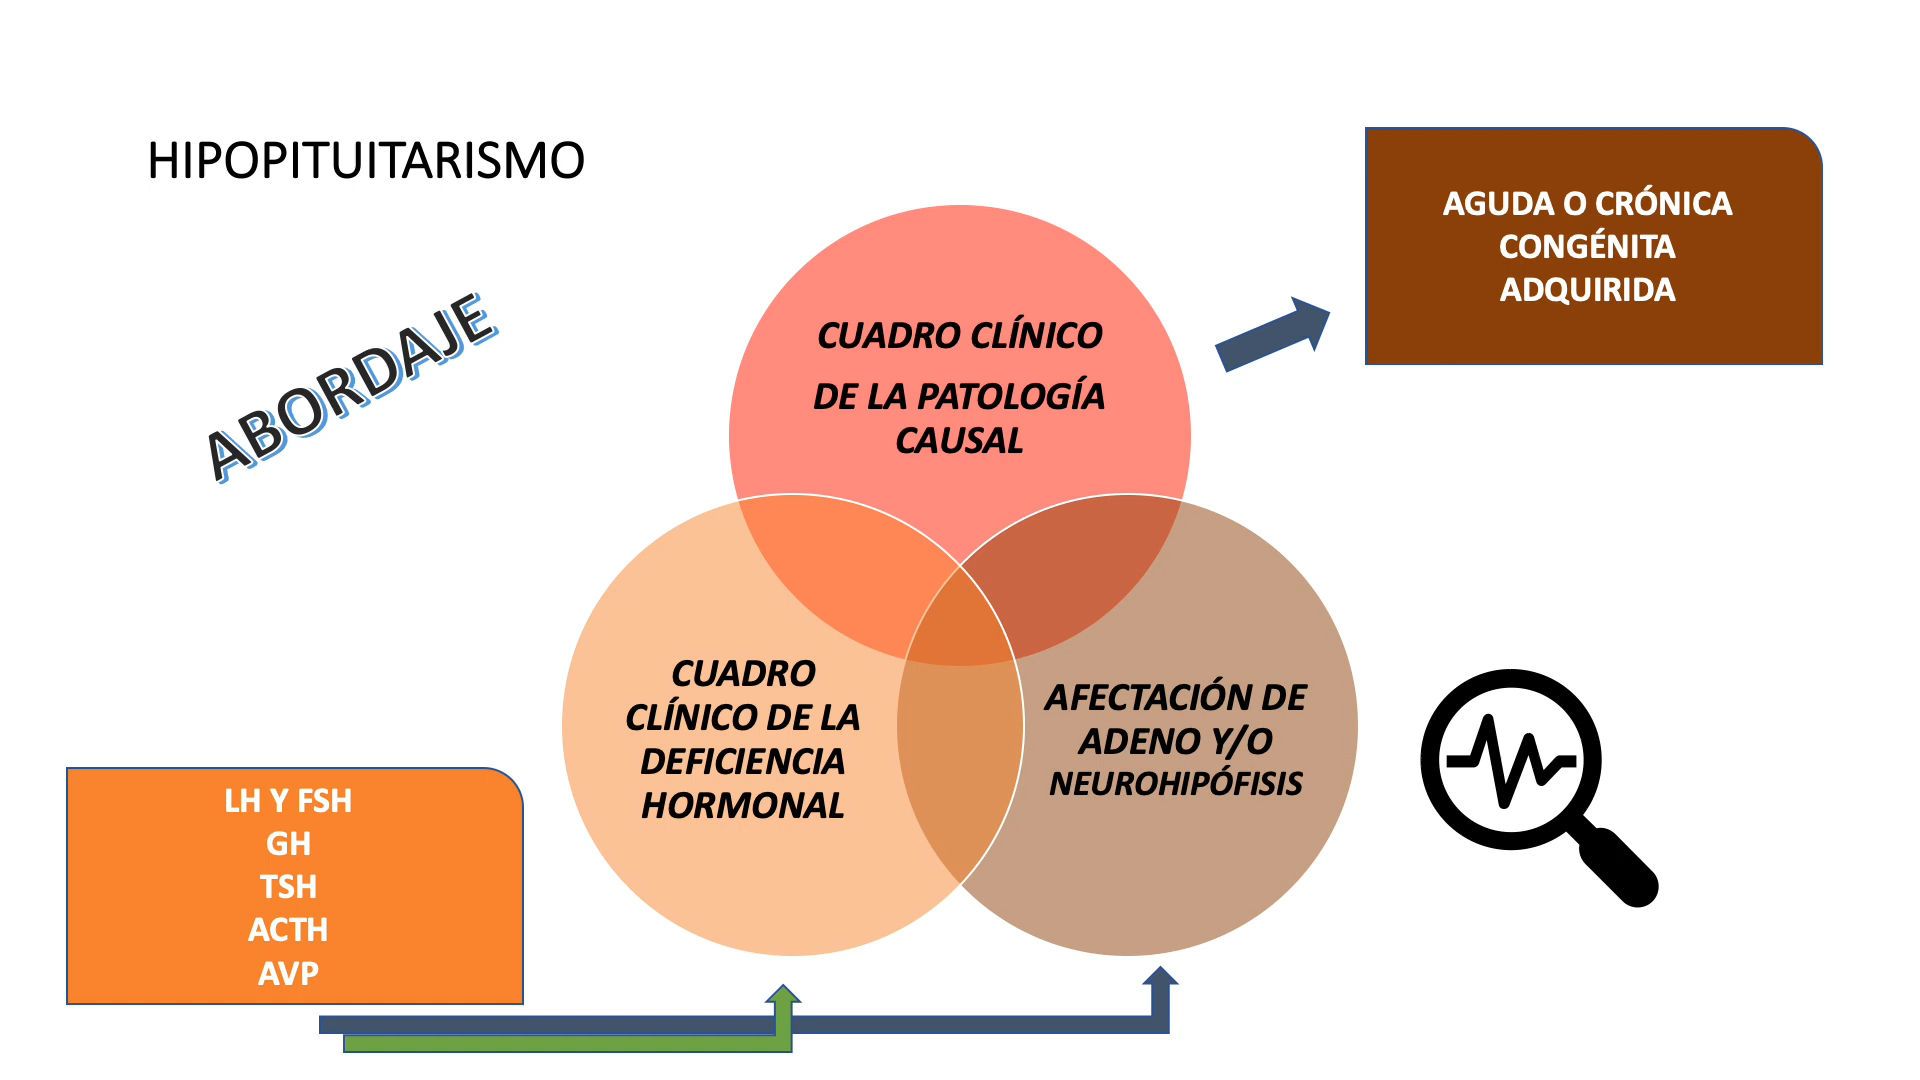 HIPOPITUITARISMO
ABORDAJE
AGUDA O CRÓNICA
CONGÉNITA
ADQUIRIDA
CUADRO CLÍNICO
DE LA PATOLOGÍA
CAUSAL
CUADRO
CLÍNICO DE LA
DEFICIENCIA
HORMONAL
AFECTACIÓN DE
ADENO Y/O
NEUROHIPÓFISIS
LH Y FSH
GH
TSH
ACTH
AVP